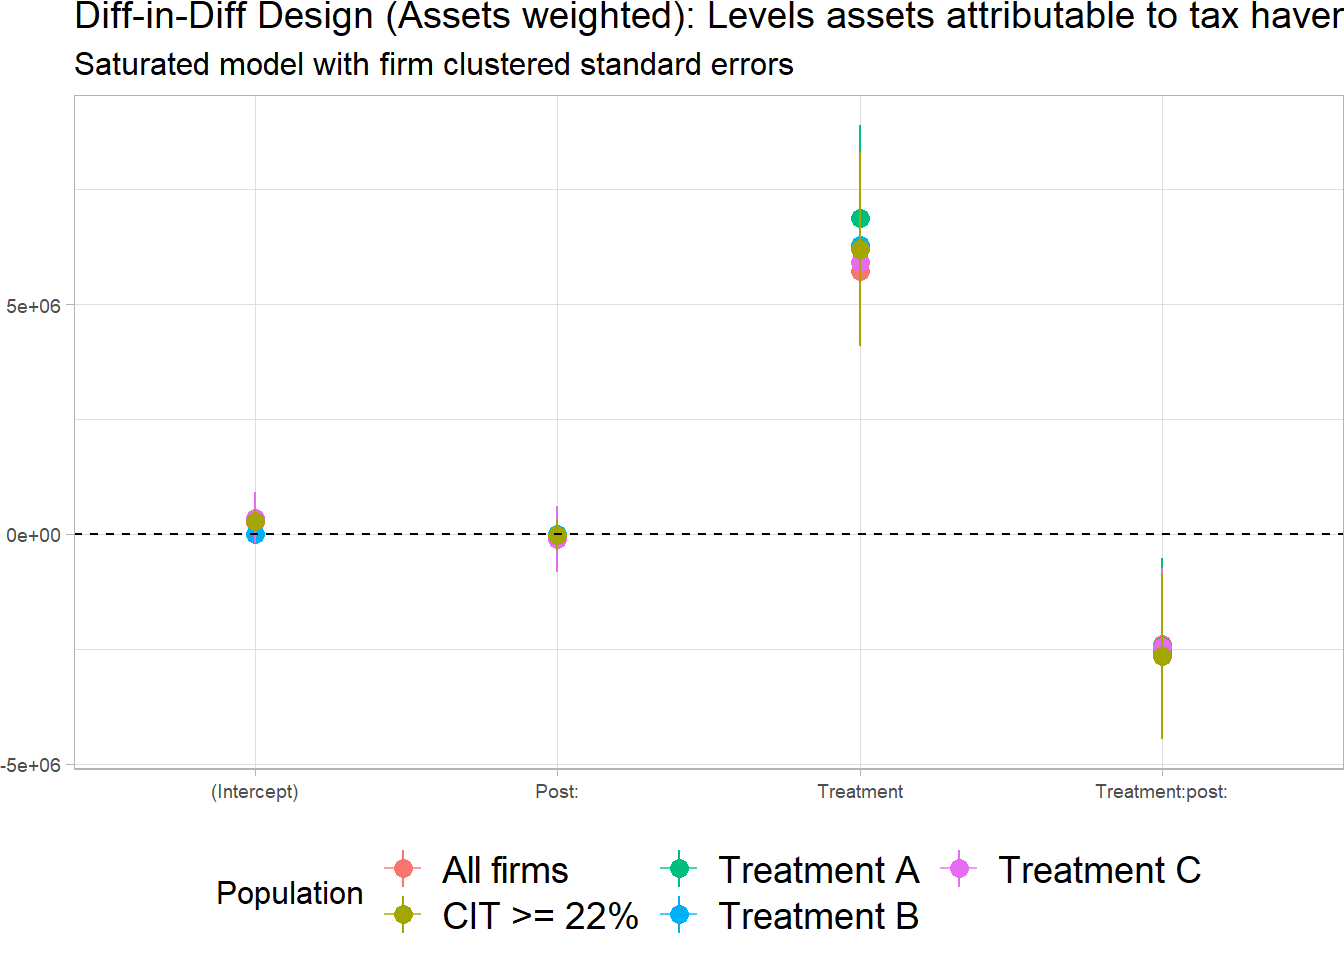 Diff-in-Diff Design (Assets weighted): Levels assets attributable to tax haven
Saturated model with firm clustered standard errors
5e+06
0e+00
-5e+06
(Intercept) Post: Treatment Treatment:post:
Population
All firms Treatment A Treatment C
CIT >= 22% Treatment B